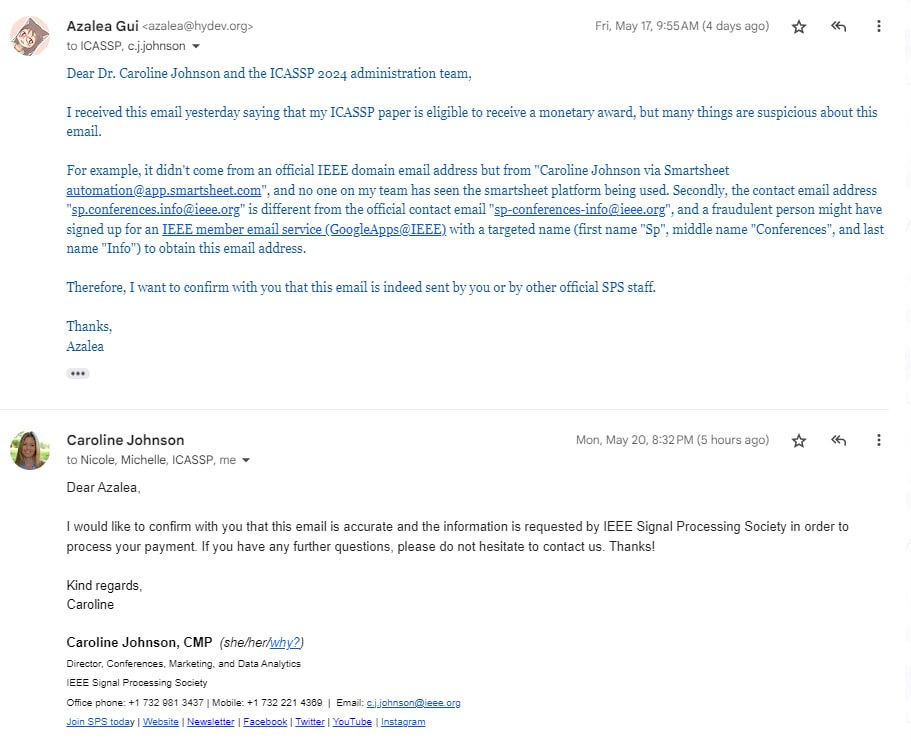 Azalea Gui <azalea@hydev.org> Fri, May 17, 9:55 AM (4 days ago)
to ICASSP, c.j.johnson
Dear Dr. Caroline Johnson and the ICASSP 2024 administration team,
I received this email yesterday saying that my ICASSP paper is eligible to receive a monetary award, but many things are suspicious about this
email.
For example, it didn't come from an official IEEE domain email address but from "Caroline Johnson via Smartsheet
automation@app.smartsheet.com", and no one on my team has seen the smartsheet platform being used. Secondly, the contact email address
"sp.conferences.info@ieee.org" is different from the official contact email "sp-conferences-info@ieee.org", and a fraudulent person might have
signed up for an IEEE member email service (GoogleApps@IEEE) with a targeted name (first name "Sp", middle name "Conferences", and last
name "Info") to obtain this email address.
Therefore, I want to confirm with you that this email is indeed sent by you or by other official SPS staff.
Thanks,
Azalea
Caroline Johnson Mon, May 20, 8:32 PM (5 hours ago)
to Nicole, Michelle, ICASSP, me
Dear Azalea,
I would like to confirm with you that this email is accurate and the information is requested by IEEE Signal Processing Society in order to
process your payment. If you have any further questions, please do not hesitate to contact us. Thanks!
Kind regards,
Caroline
Caroline Johnson, CMP (she/her/why?)
Director, Conferences, Marketing, and Data Analytics
IEEE Signal Processing Society
Office phone: +1 732 981 3437 | Mobile: +1 732 221 4369 | Email: c.j.johnson@ieee.org
Join SPS today | Website | Newsletter | Facebook | Twitter | YouTube | Instagram